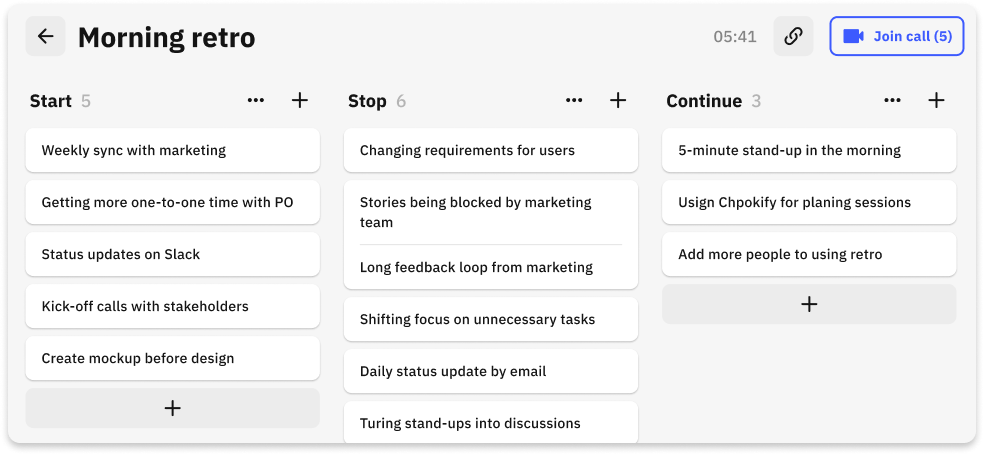 Morning retro
05:41
Join call (5)
Start 5
Weekly sync with marketing
Getting more one-to-one time with PO
Status updates on Slack
Kick-off calls with stakeholders
Create mockup before design
Stop 6
Changing requirements for users
Stories being blocked by marketing
team
Long feedback loop from marketing
Shifting focus on unnecessary tasks
Daily status update by email
Turing stand-ups into discussions
Continue 3
5-minute stand-up in the morning
Usign Chpokify for planing sessions
Add more people to using retro